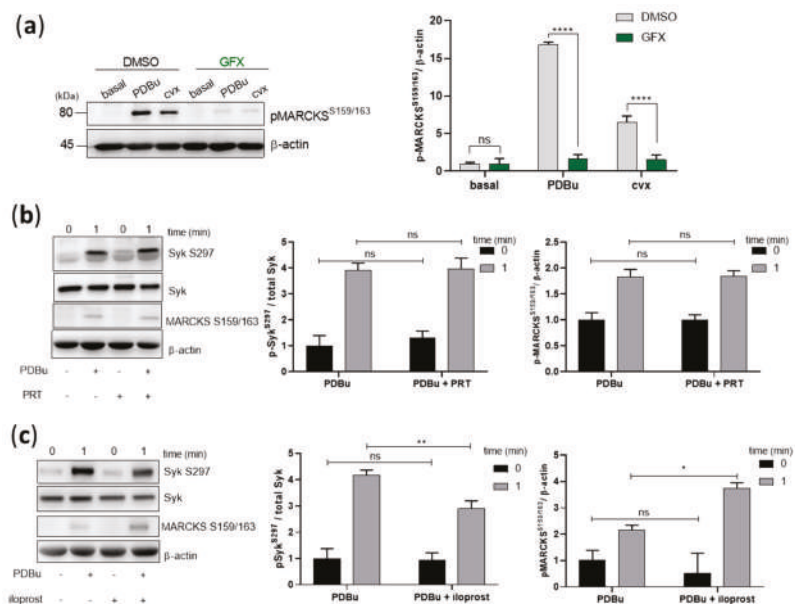 (a)
DMSO GFX
basal PDBu cvx basal PDBu cvx
(kDa)
80 pMARCKS^S159/163
45 β-actin
p-MARCKS^S159/163/ β-actin
20
15
10
5
0
ns **** ****
basal PDBu cvx
DMSO
GFX
(b)
0 1 0 1 time (min)
Syk S297
Syk
MARCKS S159/163
β-actin
PDBu - + - +
PRT - - + +
p-Syk^S297 / total Syk
5
4
3
2
1
0
ns
ns
time (min)
0
1
PDBu PDBu + PRT
p-MARCKS^S159/163/ β-actin
2.5
2.0
1.5
1.0
0.5
0.0
ns
ns
time (min)
0
1
PDBu PDBu + PRT
(c)
0 1 0 1 time (min)
Syk S297
Syk
MARCKS S159/163
β-actin
PDBu - + - +
iloprost - - + +
pSyk^S297 / total Syk
5
4
3
2
1
0
**
ns
time (min)
0
1
PDBu PDBu + iloprost
pMARCKS^S159/163/ β-actin
5
4
3
2
1
0
*
ns
time (min)
0
1
PDBu PDBu + iloprost